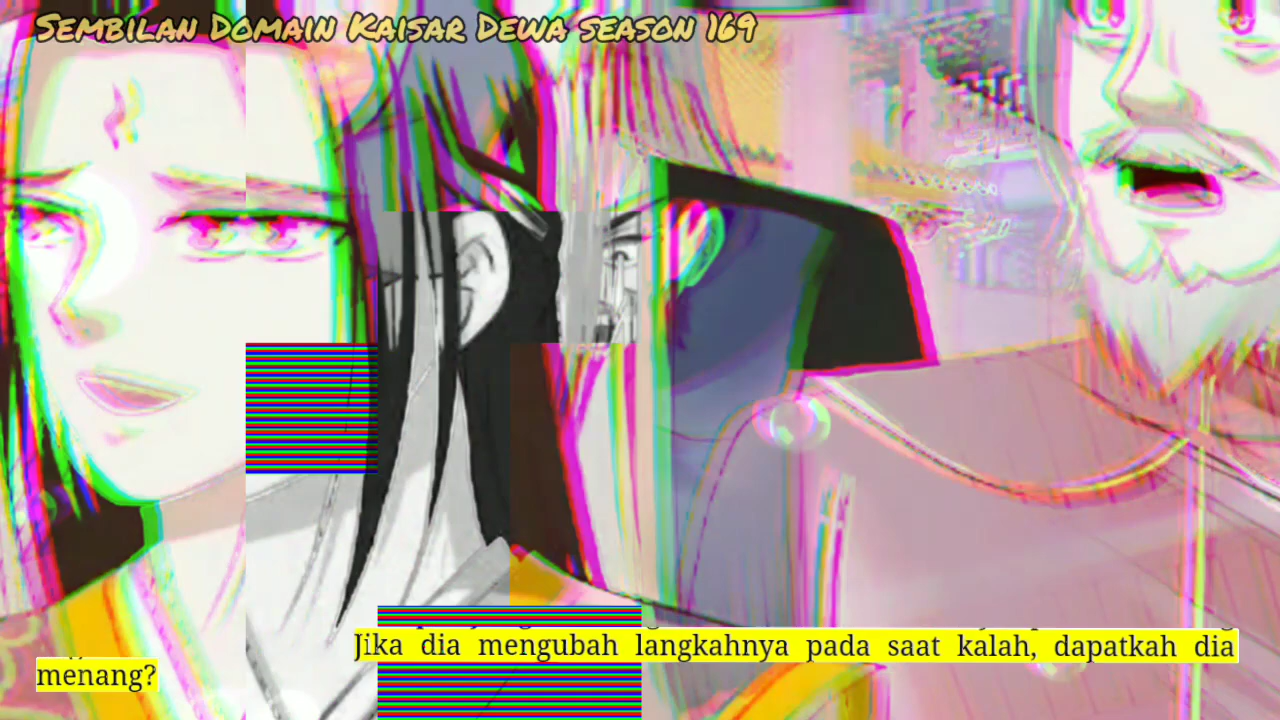 Sembilan Domain Kaisar Dewa season 169
Jika dia mengubah langkahnya pada saat kalah, dapatkah dia
menang?